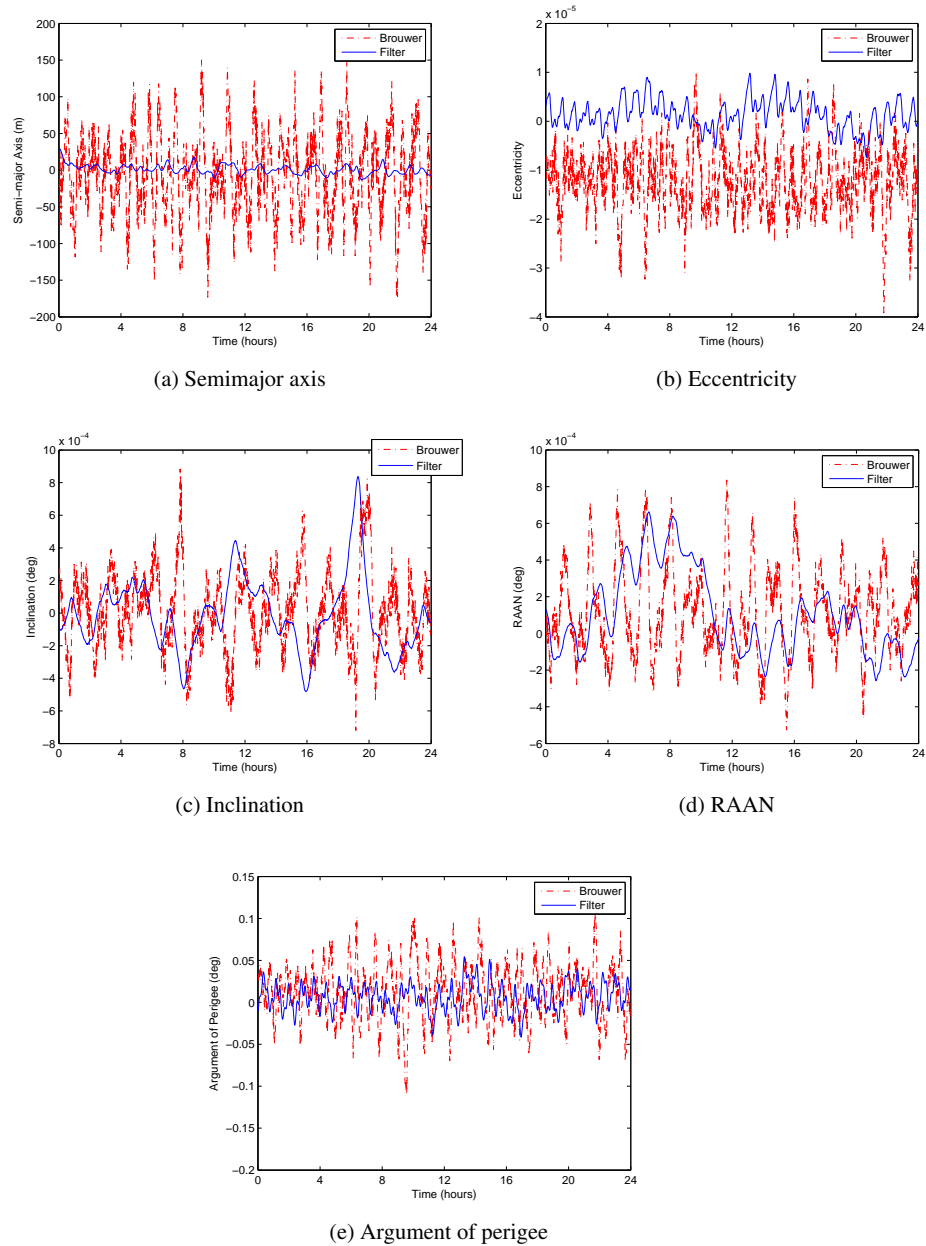 Brouwer
Filter
200
150
100
50
0
−50
−100
−150
−200
Semi−major Axis (m)
0 4 8 12 16 20 24
Time (hours)
(a) Semimajor axis
x 10⁻⁵
Brouwer
Filter
2
1
0
−1
−2
−3
−4
Eccentricity
0 4 8 12 16 20 24
Time (hours)
(b) Eccentricity
x 10⁻⁴
Brouwer
Filter
10
8
6
4
2
0
−2
−4
−6
−8
Inclination (deg)
0 4 8 12 16 20 24
Time (hours)
(c) Inclination
x 10⁻⁴
Brouwer
Filter
10
8
6
4
2
0
−2
−4
−6
RAAN (deg)
0 4 8 12 16 20 24
Time (hours)
(d) RAAN
Brouwer
Filter
0.15
0.1
0.05
0
−0.05
−0.1
−0.15
−0.2
Argument of Perigee (deg)
0 4 8 12 16 20 24
Time (hours)
(e) Argument of perigee